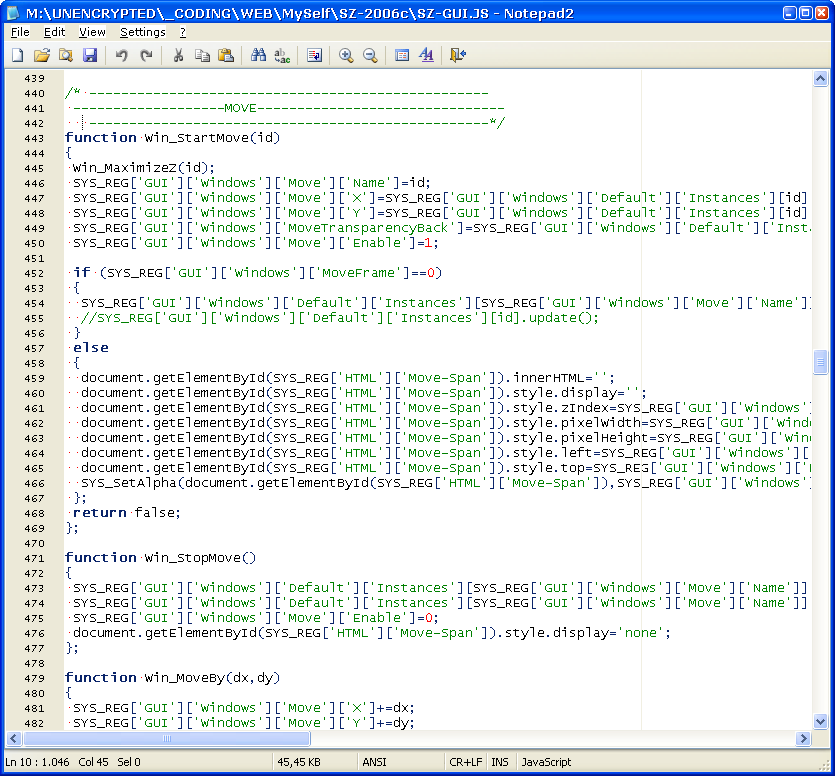 M:\UNENCRYPTED\_CODING\WEB\MySelf\SZ-2006c\SZ-GUI.JS - Notepad2
File Edit View Settings ?
439
440 /* ------------------------------------------------
441 -------------------MOVE-------------------------------
442 ------------------------------------------------*/
443 function Win_StartMove(id)
444 {
445 Win_MaximizeZ(id);
446 SYS_REG['GUI']['Windows']['Move']['Name']=id;
447 SYS_REG['GUI']['Windows']['Move']['X']=SYS_REG['GUI']['Windows']['Default']['Instances'][id]
448 SYS_REG['GUI']['Windows']['Move']['Y']=SYS_REG['GUI']['Windows']['Default']['Instances'][id]
449 SYS_REG['GUI']['Windows']['MoveTransparencyBack']=SYS_REG['GUI']['Windows']['Default']['Insta
450 SYS_REG['GUI']['Windows']['Move']['Enable']=1;
451
452 if (SYS_REG['GUI']['Windows']['MoveFrame']==0)
453 {
454 SYS_REG['GUI']['Windows']['Default']['Instances'][SYS_REG['GUI']['Windows']['Move']['Name']]
455 //SYS_REG['GUI']['Windows']['Default']['Instances'][id].update();
456 }
457 else
458 {
459 document.getElementById(SYS_REG['HTML']['Move-Span']).innerHTML='';
460 document.getElementById(SYS_REG['HTML']['Move-Span']).style.display='';
461 document.getElementById(SYS_REG['HTML']['Move-Span']).style.zIndex=SYS_REG['GUI']['Windows']
462 document.getElementById(SYS_REG['HTML']['Move-Span']).style.pixelWidth=SYS_REG['GUI']['Windo
463 document.getElementById(SYS_REG['HTML']['Move-Span']).style.pixelHeight=SYS_REG['GUI']['Wind
464 document.getElementById(SYS_REG['HTML']['Move-Span']).style.left=SYS_REG['GUI']['Windows']['
465 document.getElementById(SYS_REG['HTML']['Move-Span']).style.top=SYS_REG['GUI']['Windows']['
466 SYS_SetAlpha(document.getElementById(SYS_REG['HTML']['Move-Span']),SYS_REG['GUI']['Windows']
467 };
468 return false;
469 };
470
471 function Win_StopMove()
472 {
473 SYS_REG['GUI']['Windows']['Default']['Instances'][SYS_REG['GUI']['Windows']['Move']['Name']]
474 SYS_REG['GUI']['Windows']['Default']['Instances'][SYS_REG['GUI']['Windows']['Move']['Name']]
475 SYS_REG['GUI']['Windows']['Move']['Enable']=0;
476 document.getElementById(SYS_REG['HTML']['Move-Span']).style.display='none';
477 };
478
479 function Win_MoveBy(dx,dy)
480 {
481 SYS_REG['GUI']['Windows']['Move']['X']+=dx;
482 SYS_REG['GUI']['Windows']['Move']['Y']+=dy;
Ln 10 : 1.046 Col 45 Sel 0 45,45 KB ANSI CR+LF INS JavaScript